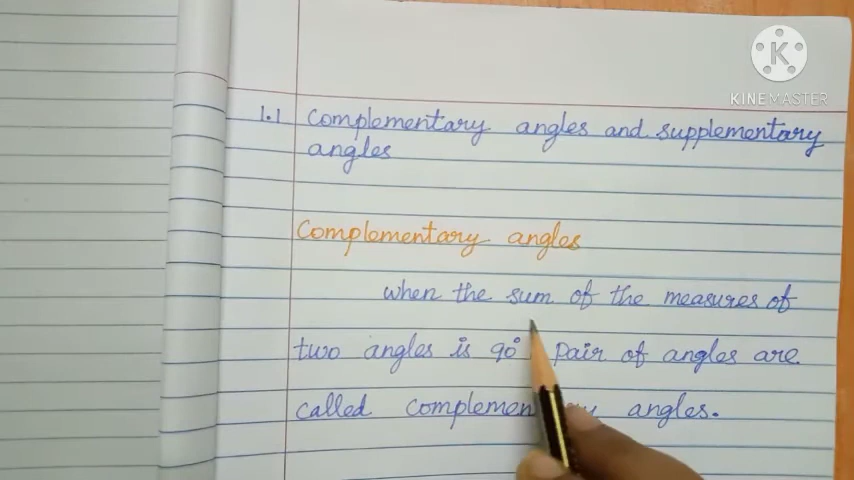 KINEMASTER
1.1 Complementary angles and supplementary
angles
Complementary angles
when the sum of the measures of
two angles is 90° pair of angles are
called complementary angles.